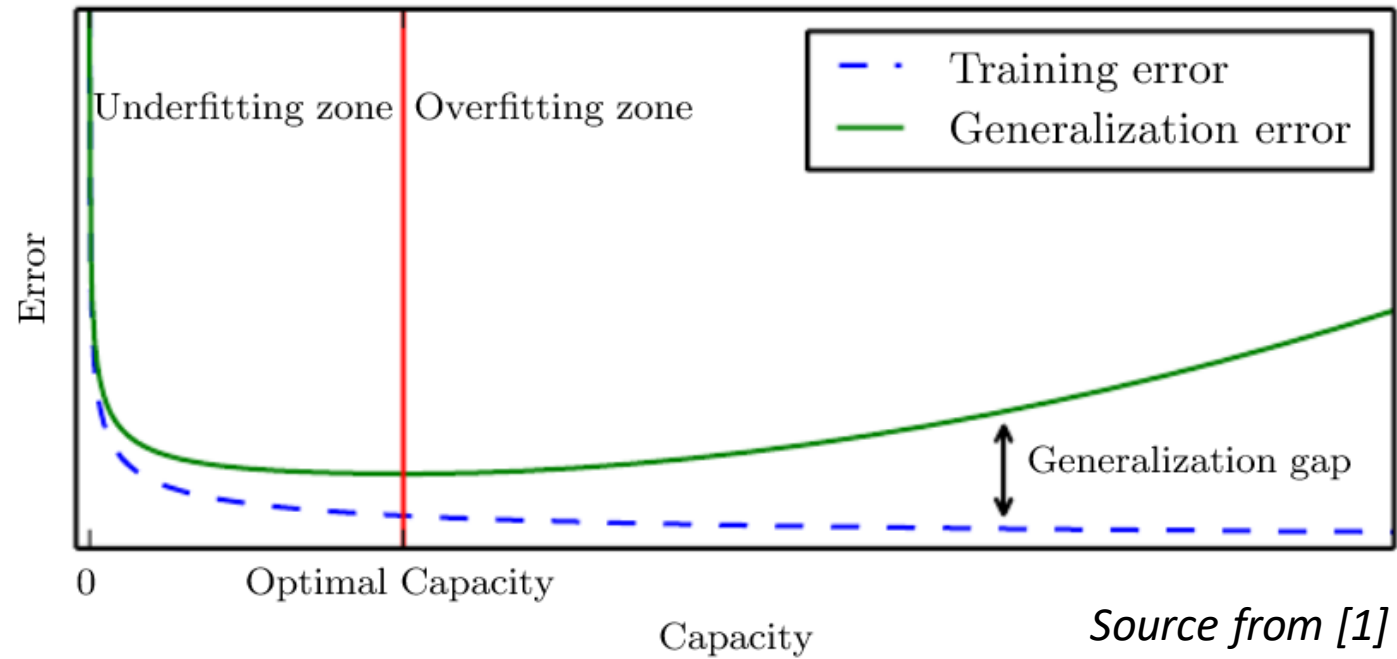 Training error
Generalization error
Underfitting zone
Overfitting zone
Error
Generalization gap
0
Optimal Capacity
Capacity
Source from [1]